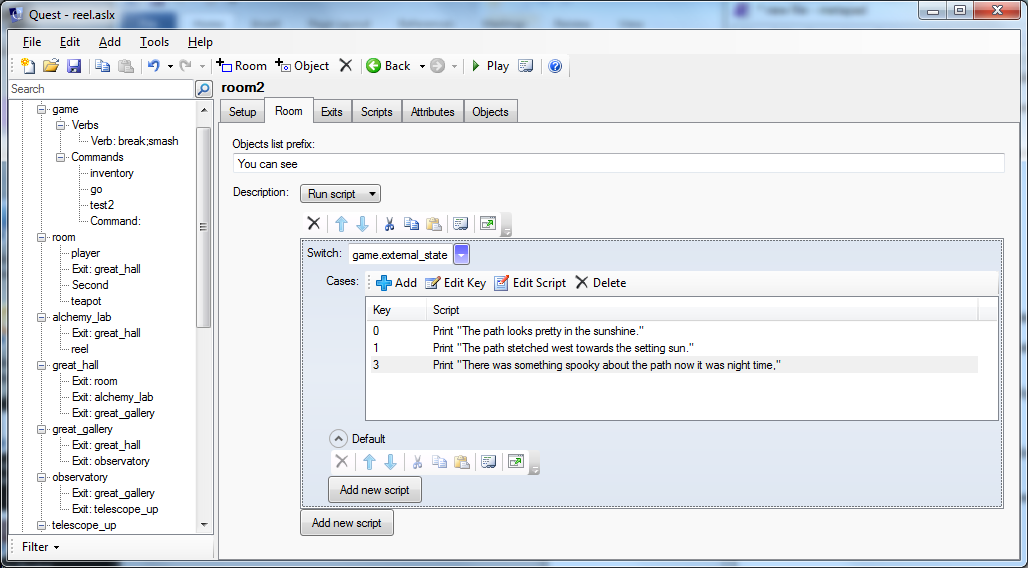 Quest - reel.aslx
File Edit Add Tools Help
Room Object Back Play
Search
game
Verbs
Verb: break;smash
Commands
inventory
go
test2
Command:
room
player
Exit: great_hall
Second
teapot
alchemy_lab
Exit: great_hall
reel
great_hall
Exit: room
Exit: alchemy_lab
Exit: great_gallery
great_gallery
Exit: great_hall
Exit: observatory
observatory
Exit: great_gallery
Exit: telescope_up
telescope_up
Filter
room2
Setup Room Exits Scripts Attributes Objects
Objects list prefix:
You can see
Description: Run script
Switch: game.external_state
Cases: Add Edit Key Edit Script Delete
Key Script
0 Print "The path looks pretty in the sunshine."
1 Print "The path stetched west towards the setting sun."
3 Print "There was something spooky about the path now it was night time,"
Default
Add new script
Add new script